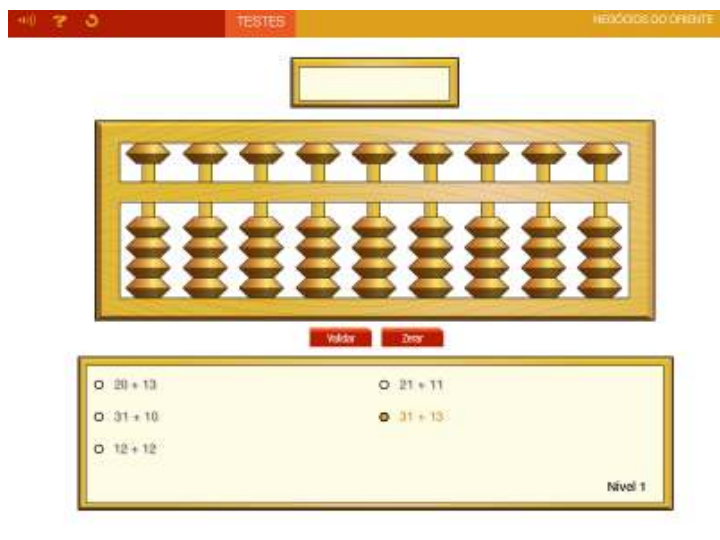 TESTES
NEGÓCIOS DO ORIENTE
Validar
Zerar
20 + 13
21 + 11
31 + 10
31 + 13
12 + 12
Nível 1